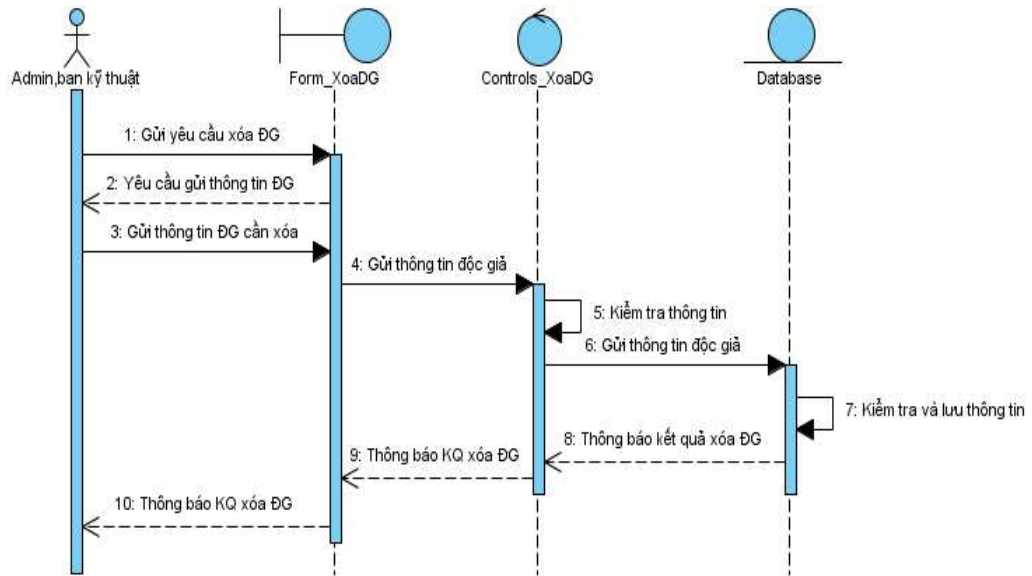 Admin,ban kỹ thuật
Form_XoaDG
Controls_XoaDG
Database
1: Gửi yêu cầu xóa ĐG
2: Yêu cầu gửi thông tin ĐG
3: Gửi thông tin ĐG cần xóa
4: Gửi thông tin độc giả
5: Kiểm tra thông tin
6: Gửi thông tin độc giả
7: Kiểm tra và lưu thông tin
8: Thông báo kết quả xóa ĐG
9: Thông báo KQ xóa ĐG
10: Thông báo KQ xóa ĐG